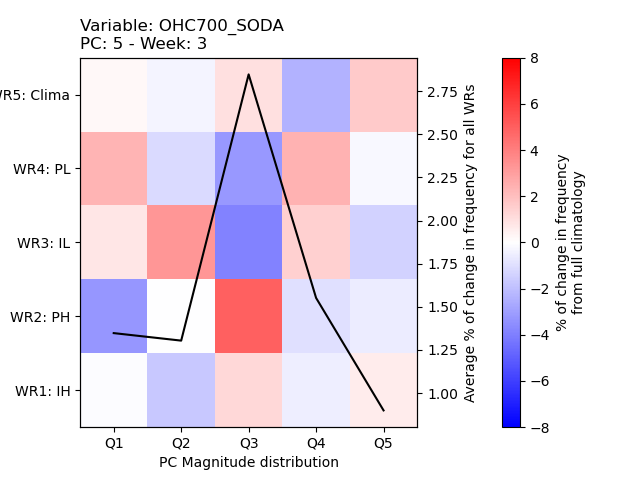 Variable: OHC700_SODA
PC: 5 - Week: 3
WR5: Clima
WR4: PL
WR3: IL
WR2: PH
WR1: IH
Q1 Q2 Q3 Q4 Q5
PC Magnitude distribution
2.75
2.50
2.25
2.00
1.75
1.50
1.25
1.00
Average % of change in frequency for all WRs
8
6
4
2
0
−2
−4
−6
−8
% of change in frequency
from full climatology